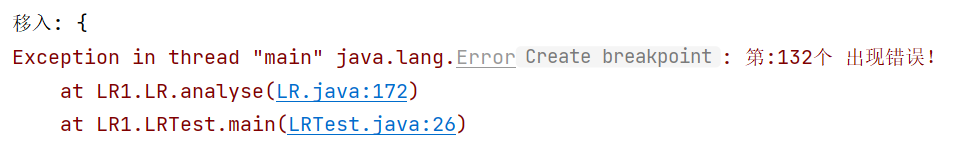 移入: {
Exception in thread "main" java.lang.Error Create breakpoint : 第:132个 出现错误!
at LR1.LR.analyse(LR.java:172)
at LR1.LRTest.main(LRTest.java:26)